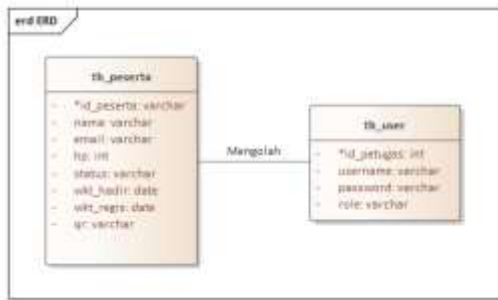 erd ERD
tb_peserta
- *id_peserta: varchar
- nama: varchar
- email: varchar
- hp: int
- status: varchar
- wkt_hadir: date
- wkt_regis: date
- qr: varchar
Mengolah
tb_user
- *id_petugas: int
- username: varchar
- password: varchar
- role: varchar